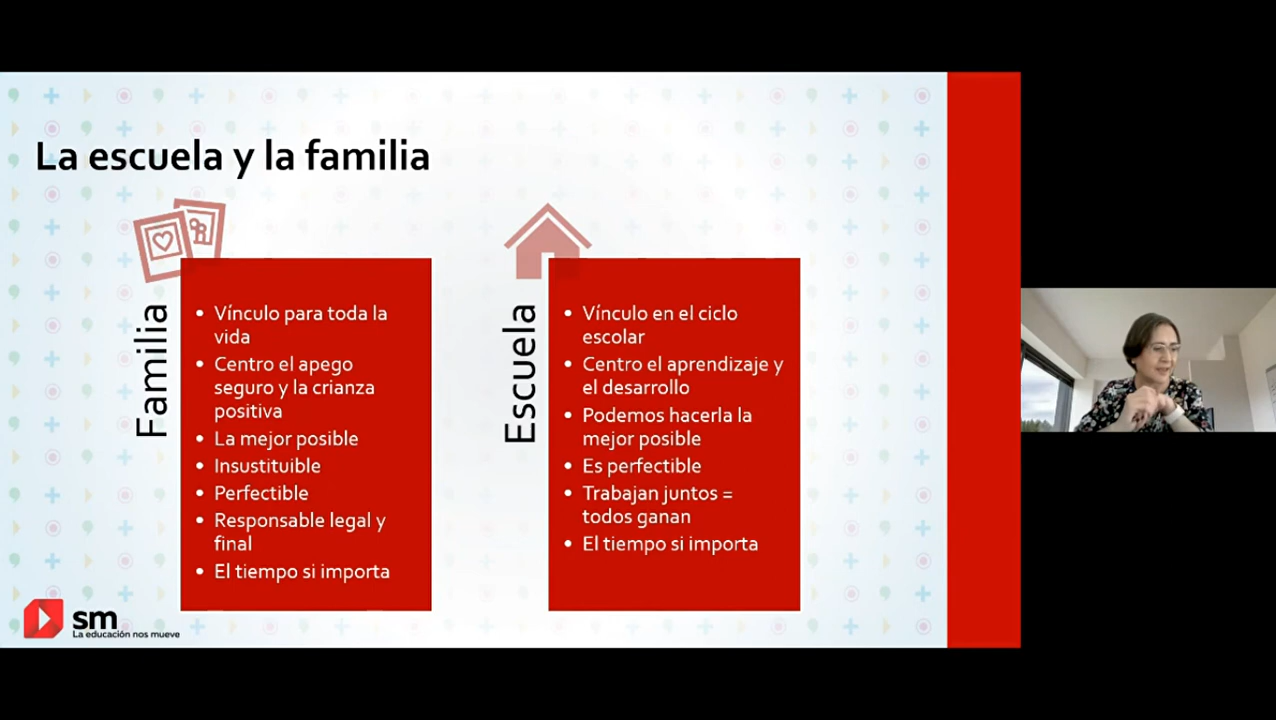 La escuela y la familia
Familia
• Vínculo para toda la
vida
• Centro el apego
seguro y la crianza
positiva
• La mejor posible
• Insustituible
• Perfectible
• Responsable legal y
final
• El tiempo si importa
Escuela
• Vínculo en el ciclo
escolar
• Centro el aprendizaje y
el desarrollo
• Podemos hacerla la
mejor posible
• Es perfectible
• Trabajan juntos =
todos ganan
• El tiempo si importa
sm
La educación nos mueve